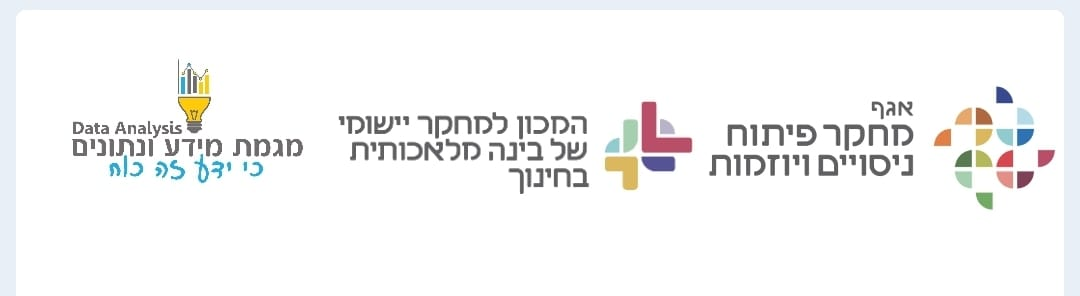 אגף
מחקר פיתוח
ניסויים ויוזמות
המכון למחקר יישומי
של בינה מלאכותית
בחינוך
Data Analysis
מגמת מידע ונתונים
כי ידע זה כוח